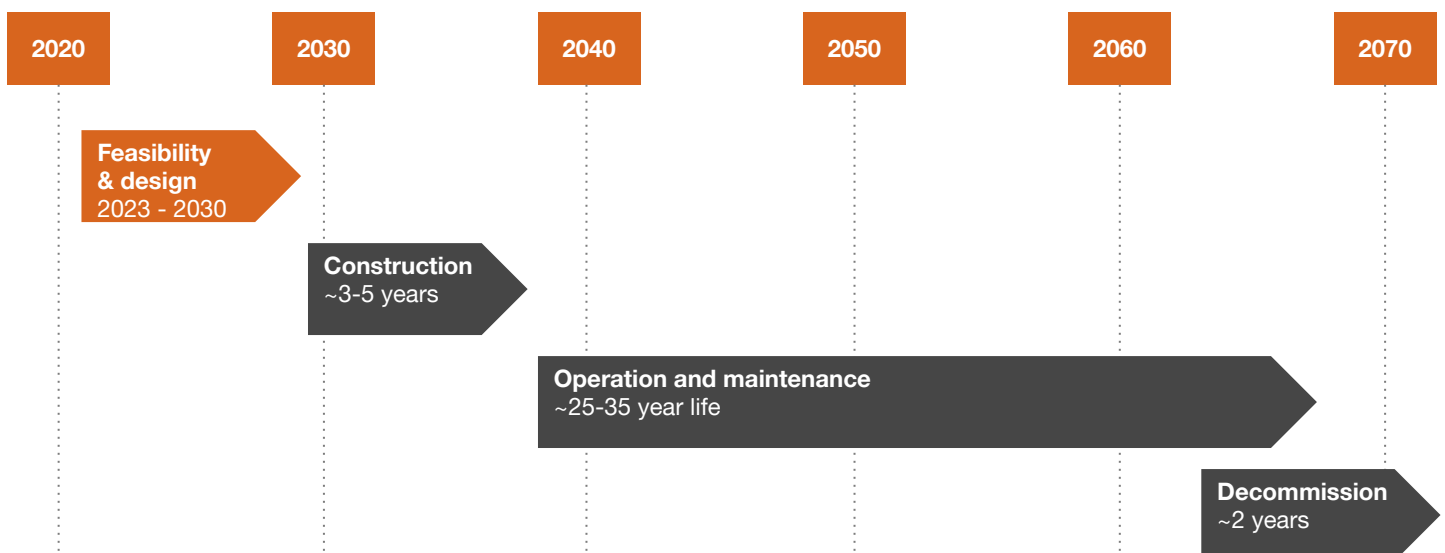 2020
2030
2040
2050
2060
2070
Feasibility
& design
2023 - 2030
Construction
~3-5 years
Operation and maintenance
~25-35 year life
Decommission
~2 years